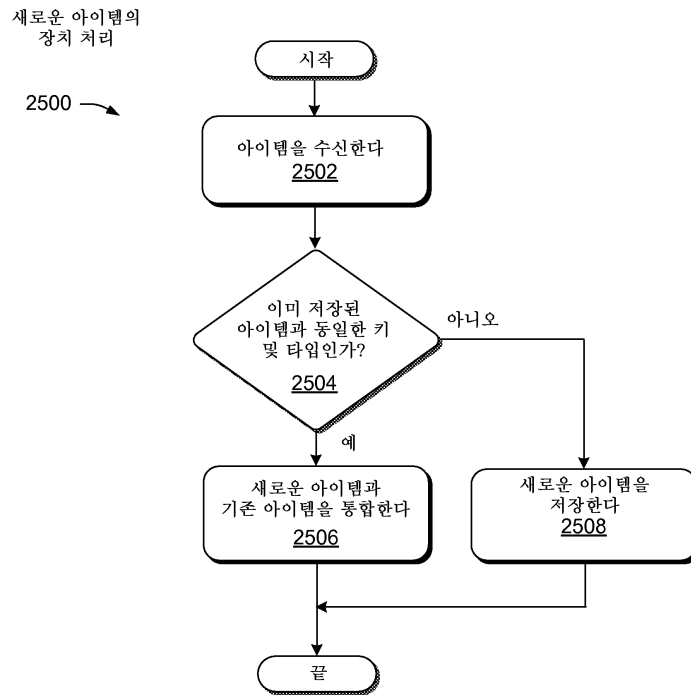 새로운 아이템의
장치 처리
2500
시작
아이템을 수신한다
2502
이미 저장된
아이템과 동일한 키
및 타입인가?
2504
아니오
예
새로운 아이템과
기존 아이템을 통합한다
2506
새로운 아이템을
저장한다
2508
끝